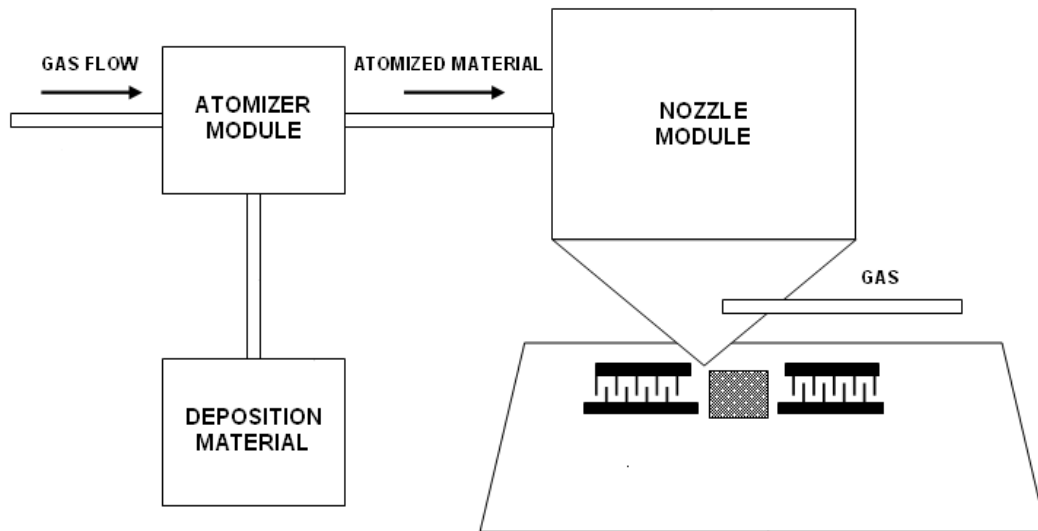 GAS FLOW
ATOMIZER
MODULE
ATOMIZED MATERIAL
NOZZLE
MODULE
GAS
DEPOSITION
MATERIAL